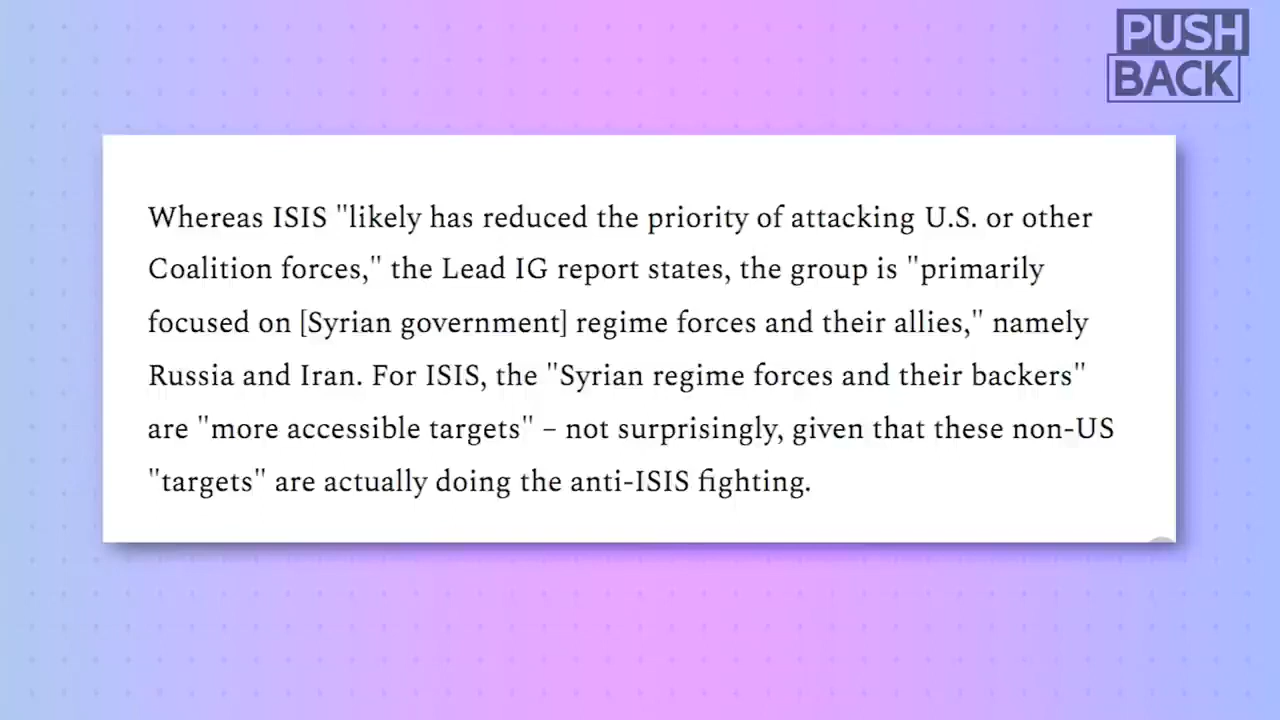 PUSH
BACK
Whereas ISIS "likely has reduced the priority of attacking U.S. or other
Coalition forces," the Lead IG report states, the group is "primarily
focused on [Syrian government] regime forces and their allies," namely
Russia and Iran. For ISIS, the "Syrian regime forces and their backers"
are "more accessible targets" – not surprisingly, given that these non-US
"targets" are actually doing the anti-ISIS fighting.